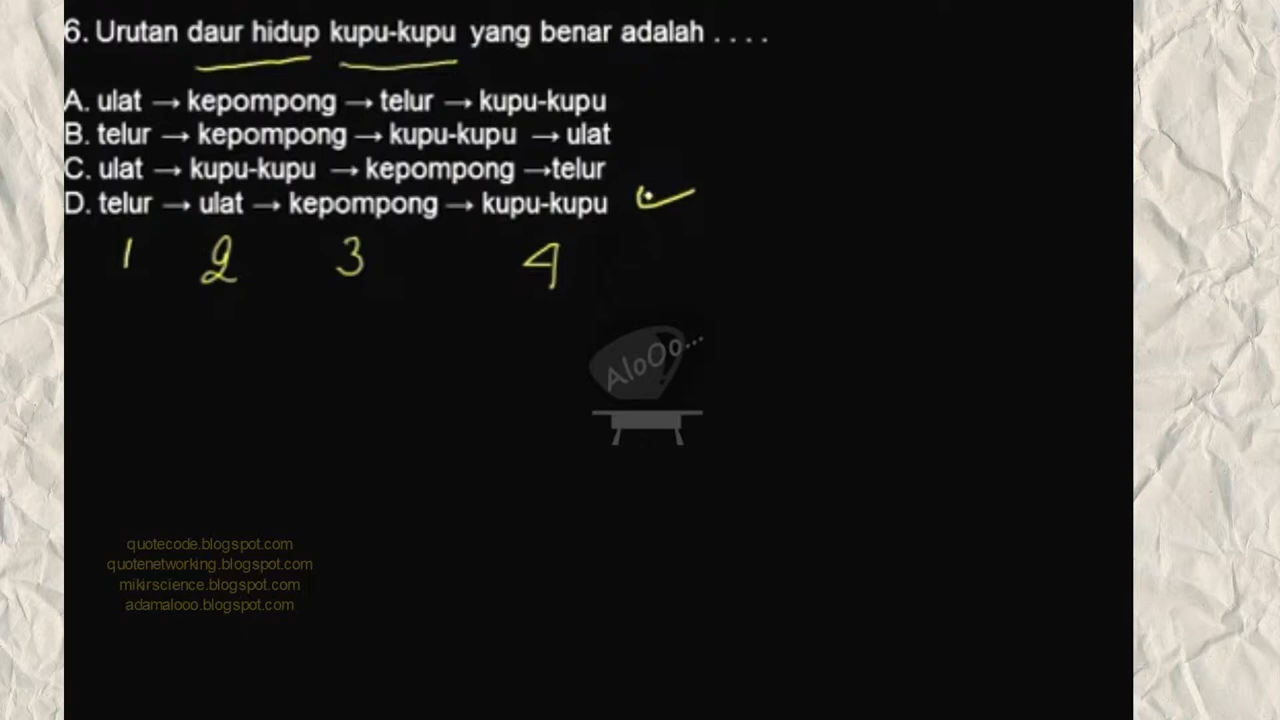 6. Urutan daur hidup kupu-kupu yang benar adalah . . . .
A. ulat → kepompong → telur → kupu-kupu
B. telur → kepompong → kupu-kupu → ulat
C. ulat → kupu-kupu → kepompong →telur
D. telur → ulat → kepompong → kupu-kupu
1 2 3 4
AloOo...
quotecode.blogspot.com
quotenetworking.blogspot.com
mikirscience.blogspot.com
adamalooo.blogspot.com